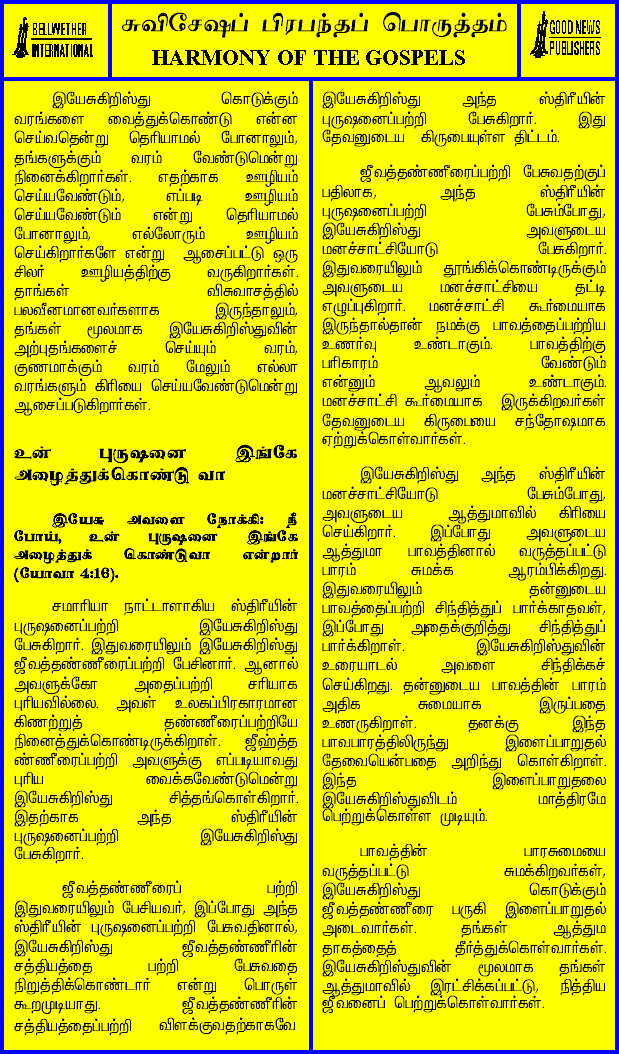 BELLWETHER
INTERNATIONAL
சுவிசேஷப் பிரபந்தப் பொருத்தம்
HARMONY OF THE GOSPELS
GOOD NEWS
PUBLISHERS
இயேசுகிறிஸ்து கொடுக்கும்
வரங்களை வைத்துக்கொண்டு என்ன
செய்வதென்று தெரியாமல் போனாலும்,
தங்களுக்கும் வரம் வேண்டுமென்று
நினைக்கிறார்கள். எதற்காக ஊழியம்
செய்யவேண்டும், எப்படி ஊழியம்
செய்யவேண்டும் என்று தெரியாமல்
போனாலும், எல்லோரும் ஊழியம்
செய்கிறார்களே என்று ஆசைப்பட்டு ஒரு
சிலர் ஊழியத்திற்கு வருகிறார்கள்.
தாங்கள் விசுவாசத்தில்
பலவீனமானவர்களாக இருந்தாலும்,
தங்கள் மூலமாக இயேசுகிறிஸ்துவின்
அற்புதங்களைச் செய்யும் வரம்,
குணமாக்கும் வரம் மேலும் எல்லா
வரங்களும் கிரியை செய்யவேண்டுமென்று
ஆசைப்படுகிறார்கள்.
உன் புருஷனை இங்கே
அழைத்துக்கொண்டு வா
இயேசு அவளை நோக்கி: நீ
போய், உன் புருஷனை இங்கே
அழைத்துக் கொண்டுவா என்றார்
(யோவா 4:16).
சமாரியா நாட்டாளாகிய ஸ்திரீயின்
புருஷனைப்பற்றி இயேசுகிறிஸ்து
பேசுகிறார். இதுவரையிலும் இயேசுகிறிஸ்து
ஜீவத்தண்ணீரைப்பற்றி பேசினார். ஆனால்
அவளுக்கோ அதைப்பற்றி சரியாக
புரியவில்லை. அவள் உலகப்பிரகாரமான
கிணற்றுத் தண்ணீரைப்பற்றியே
நினைத்துக்கொண்டிருக்கிறாள். ஜீஹ்த்த
ண்ணீரைப்பற்றி அவளுக்கு எப்படியாவது
புரிய வைக்கவேண்டுமென்று
இயேசுகிறிஸ்து சித்தங்கொள்கிறார்.
இதற்காக அந்த ஸ்திரீயின்
புருஷனைப்பற்றி இயேசுகிறிஸ்து
பேசுகிறார்.
ஜீவத்தண்ணீரைப் பற்றி
இதுவரையிலும் பேசியவர், இப்போது அந்த
ஸ்திரீயின் புருஷனைப்பற்றி பேசுவதினால்,
இயேசுகிறிஸ்து ஜீவத்தண்ணீரின்
சத்தியத்தை பற்றி பேசுவதை
நிறுத்திக்கொண்டார் என்று பொருள்
கூறமுடியாது. ஜீவத்தண்ணீரின்
சத்தியத்தைப்பற்றி விளக்குவதற்காகவே
இயேசுகிறிஸ்து அந்த ஸ்திரீயின்
புருஷனைப்பற்றி பேசுகிறார். இது
தேவனுடைய கிருபையுள்ள திட்டம்.
ஜீவத்தண்ணீரைப்பற்றி பேசுவதற்குப்
பதிலாக, அந்த ஸ்திரீயின்
புருஷனைப்பற்றி பேசும்போது,
இயேசுகிறிஸ்து அவளுடைய
மனச்சாட்சியோடு பேசுகிறார்.
இதுவரையிலும் தூங்கிக்கொண்டிருக்கும்
அவளுடைய மனச்சாட்சியை தட்டி
எழுப்புகிறார். மனச்சாட்சி கூர்மையாக
இருந்தால்தான் நமக்கு பாவத்தைப்பற்றிய
உணர்வு உண்டாகும். பாவத்திற்கு
பரிகாரம் வேண்டும்
என்னும் ஆவலும் உண்டாகும்.
மனச்சாட்சி கூர்மையாக இருக்கிறவர்கள்
தேவனுடைய கிருபையை சந்தோஷமாக
ஏற்றுக்கொள்வார்கள்.
இயேசுகிறிஸ்து அந்த ஸ்திரீயின்
மனச்சாட்சியோடு பேசும்போது,
அவளுடைய ஆத்துமாவில் கிரியை
செய்கிறார். இப்போது அவளுடைய
ஆத்துமா பாவத்தினால் வருத்தப்பட்டு
பாரம் சுமக்க ஆரம்பிக்கிறது.
இதுவரையிலும் தன்னுடைய
பாவத்தைப்பற்றி சிந்தித்துப் பார்க்காதவள்,
இப்போது அதைக்குறித்து சிந்தித்துப்
பார்க்கிறாள். இயேசுகிறிஸ்துவின்
உரையாடல் அவளை சிந்திக்கச்
செய்கிறது. தன்னுடைய பாவத்தின் பாரம்
அதிக சுமையாக இருப்பதை
உணருகிறாள். தனக்கு இந்த
பாவபாரத்திலிருந்து இளைப்பாறுதல்
தேவையென்பதை அறிந்து கொள்கிறாள்.
இந்த இளைப்பாறுதலை
இயேசுகிறிஸ்துவிடம் மாத்திரமே
பெற்றுக்கொள்ள முடியும்.
பாவத்தின் பாரசுமையை
வருத்தப்பட்டு சுமக்கிறவர்கள்,
இயேசுகிறிஸ்து கொடுக்கும்
ஜீவத்தண்ணீரை பருகி இளைப்பாறுதல்
அடைவார்கள். தங்கள் ஆத்தும
தாகத்தைத் தீர்த்துக்கொள்வார்கள்.
இயேசுகிறிஸ்துவின் மூலமாக தங்கள்
ஆத்துமாவில் இரட்சிக்கப்பட்டு, நித்திய
ஜீவனைப் பெற்றுக்கொள்வார்கள்.